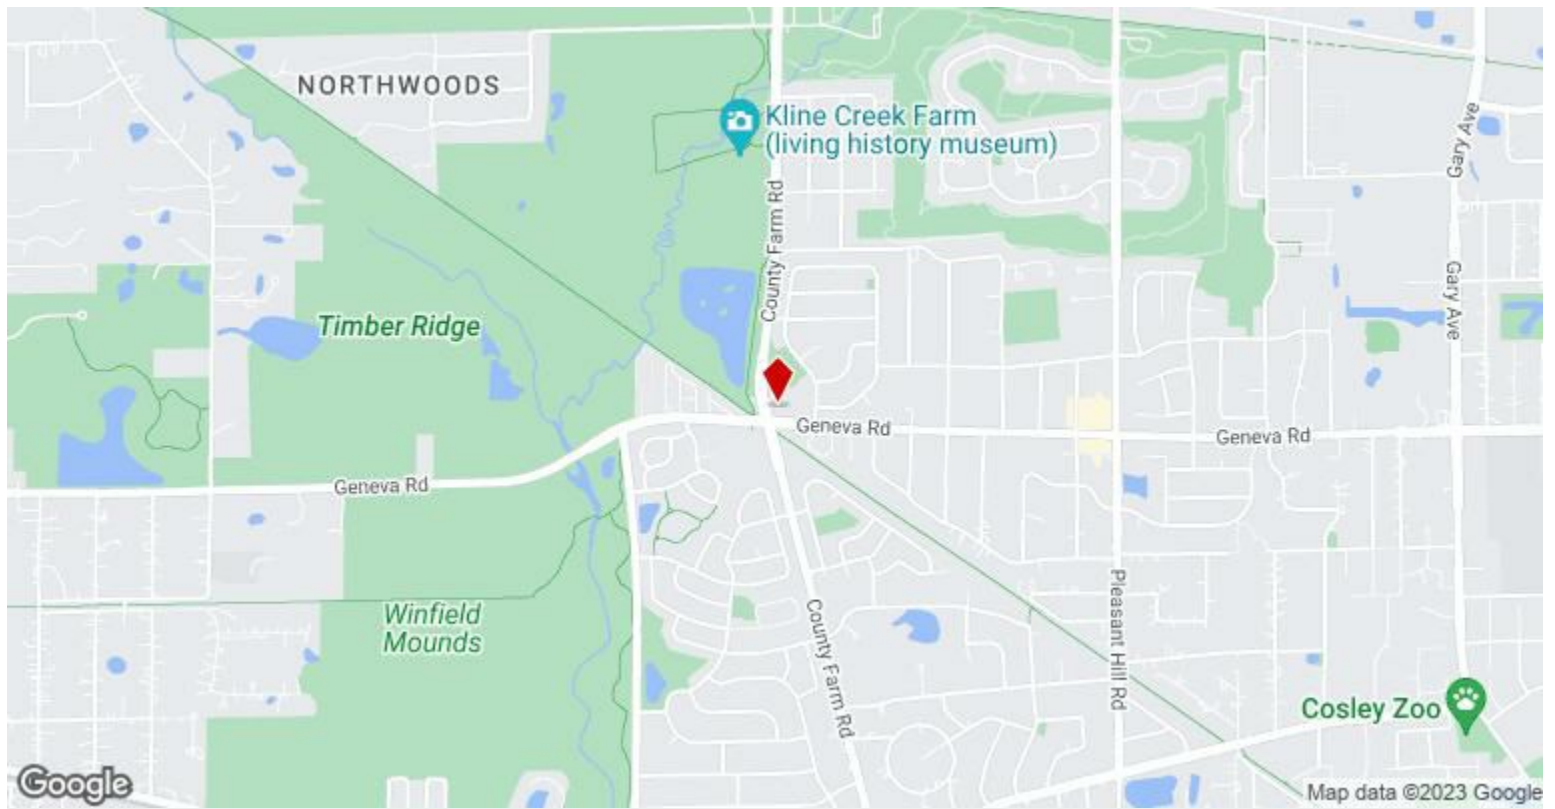 NORTHWOODS
Kline Creek Farm
(living history museum)
Gary Ave
County Farm Rd
Gary Ave
Timber Ridge
Geneva Rd
Geneva Rd
Geneva Rd
Pleasant Hill Rd
Winfield
Mounds
County Farm Rd
Cosley Zoo
Google
Map data ©2023 Google